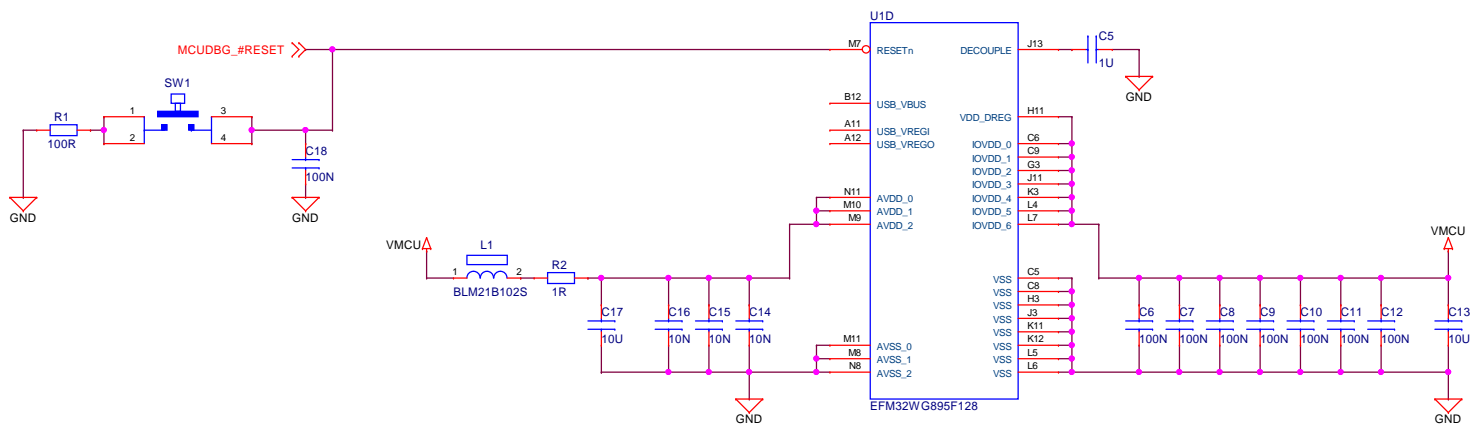 U1D
MCUDBG_#RESET
M7
RESETn
DECOUPLE
J13
C5
1U
GND
SW1
R1
100R
1
2
3
4
C18
100N
GND
GND
B12
USB_VBUS
A11
USB_VREGI
A12
USB_VREGO
VDD_DREG
H11
IOVDD_0
C6
IOVDD_1
C9
IOVDD_2
G3
IOVDD_3
J11
IOVDD_4
K3
IOVDD_5
L4
IOVDD_6
L7
N11
AVDD_0
M10
AVDD_1
M9
AVDD_2
VMCU
L1
1
2
BLM21B102S
R2
1R
C17
10U
C16
10N
C15
10N
C14
10N
M11
AVSS_0
M8
AVSS_1
N8
AVSS_2
GND
VSS
C5
VSS
C8
VSS
H3
VSS
J3
VSS
K11
VSS
K12
VSS
L5
VSS
L6
EFM32WG895F128
VMCU
C6
100N
C7
100N
C8
100N
C9
100N
C10
100N
C11
100N
C12
100N
C13
10U
GND